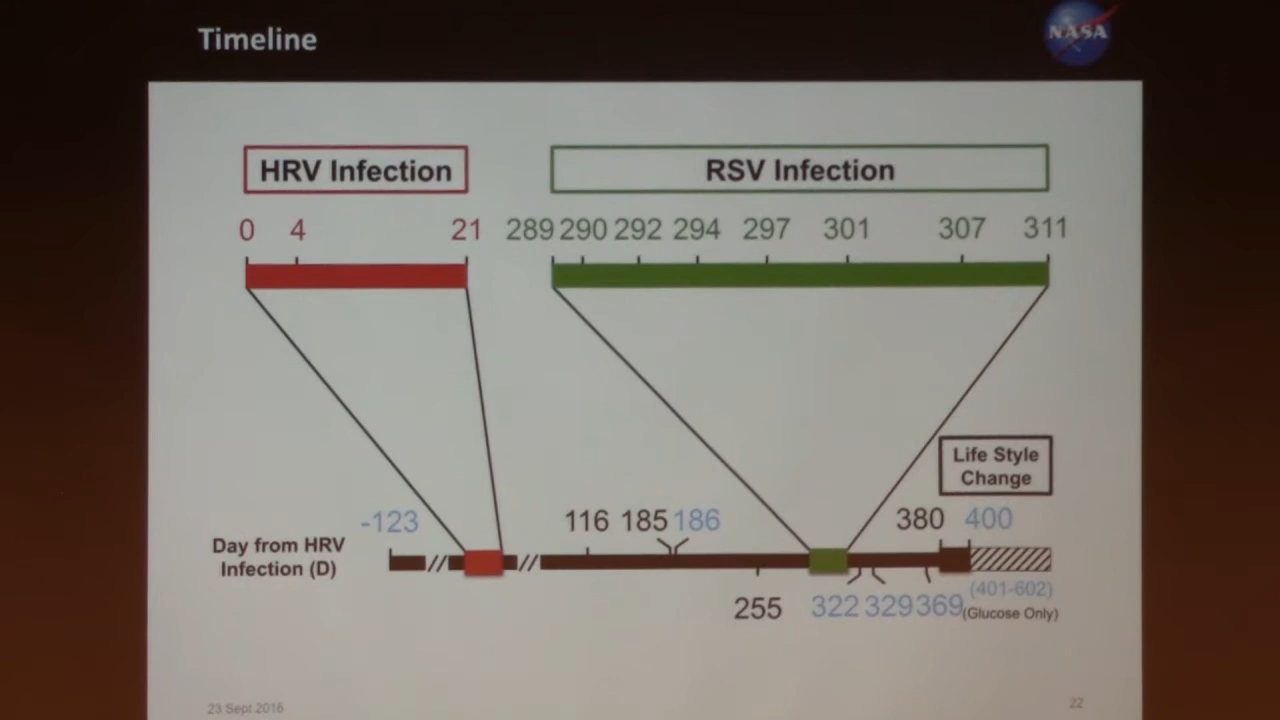 Timeline
NASA
HRV Infection
RSV Infection
0 4 21 289 290 292 294 297 301 307 311
Life Style
Change
-123 116 185 186 380 400
Day from HRV
Infection (D)
255 322 329 369 (401-602)
(Glucose Only)
23 Sept 2016
22